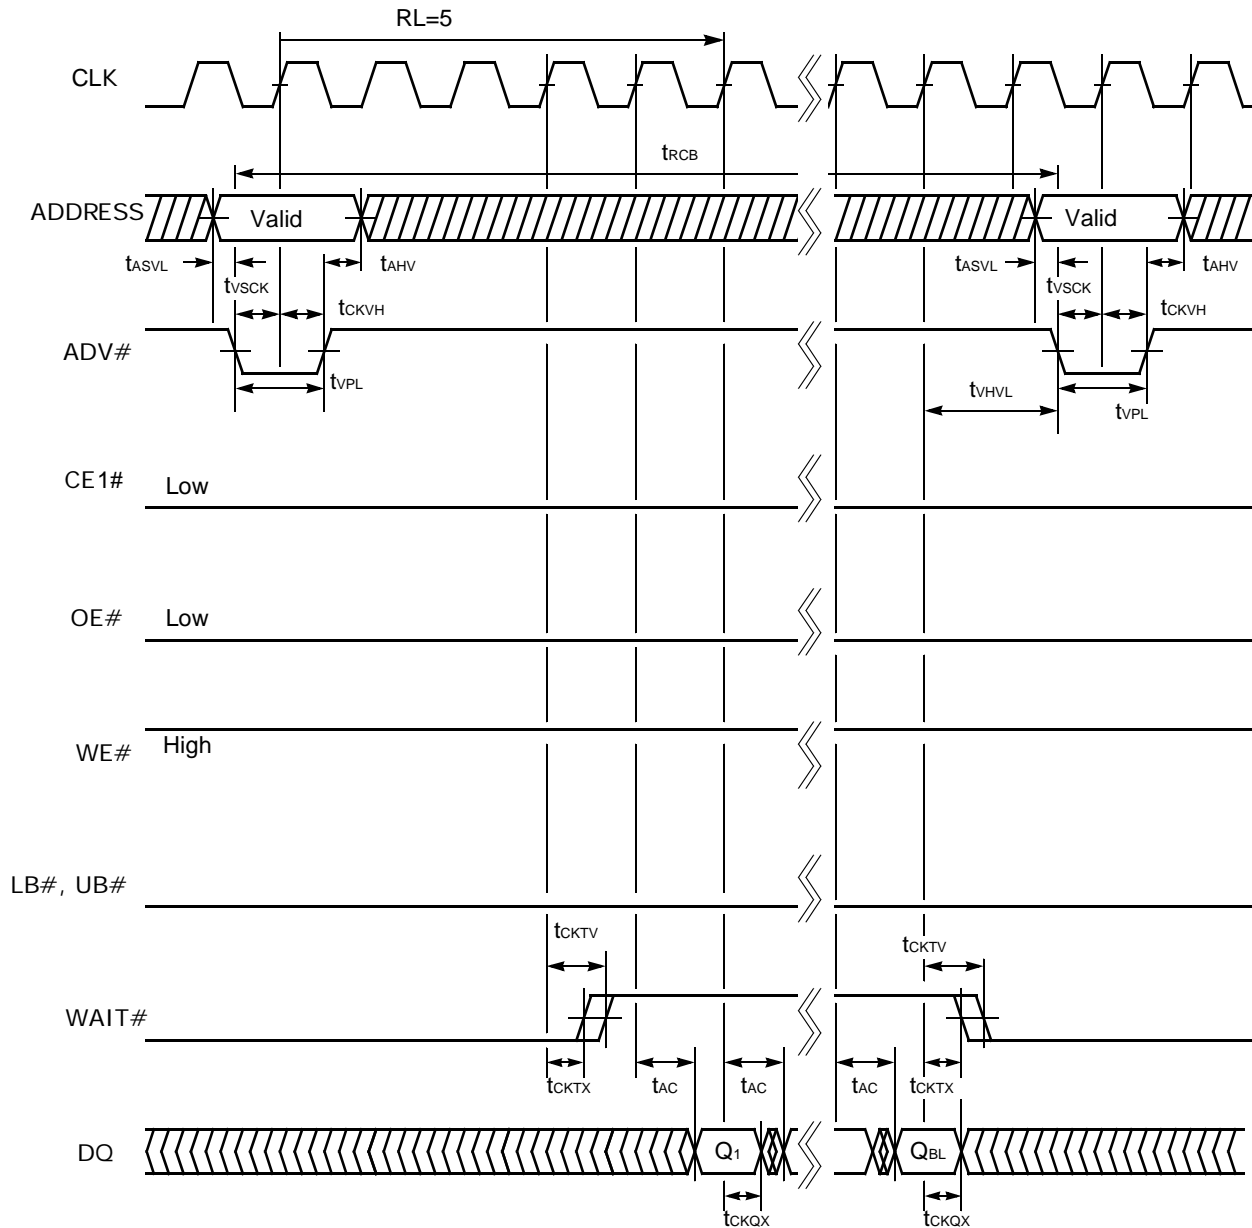 RL=5
CLK
tRCB
ADDRESS Valid Valid
tASVL tAHV tASVL tAHV
tVSCK tVSCK
tCKVH tCKVH
ADV#
tVPL tVHVL tVPL
CE1# Low
OE# Low
WE# High
LB#, UB#
tCKTV tCKTV
WAIT#
tCKTX tAC tAC tAC tCKTX
DQ Q1 QBL
tCKQX tCKQX